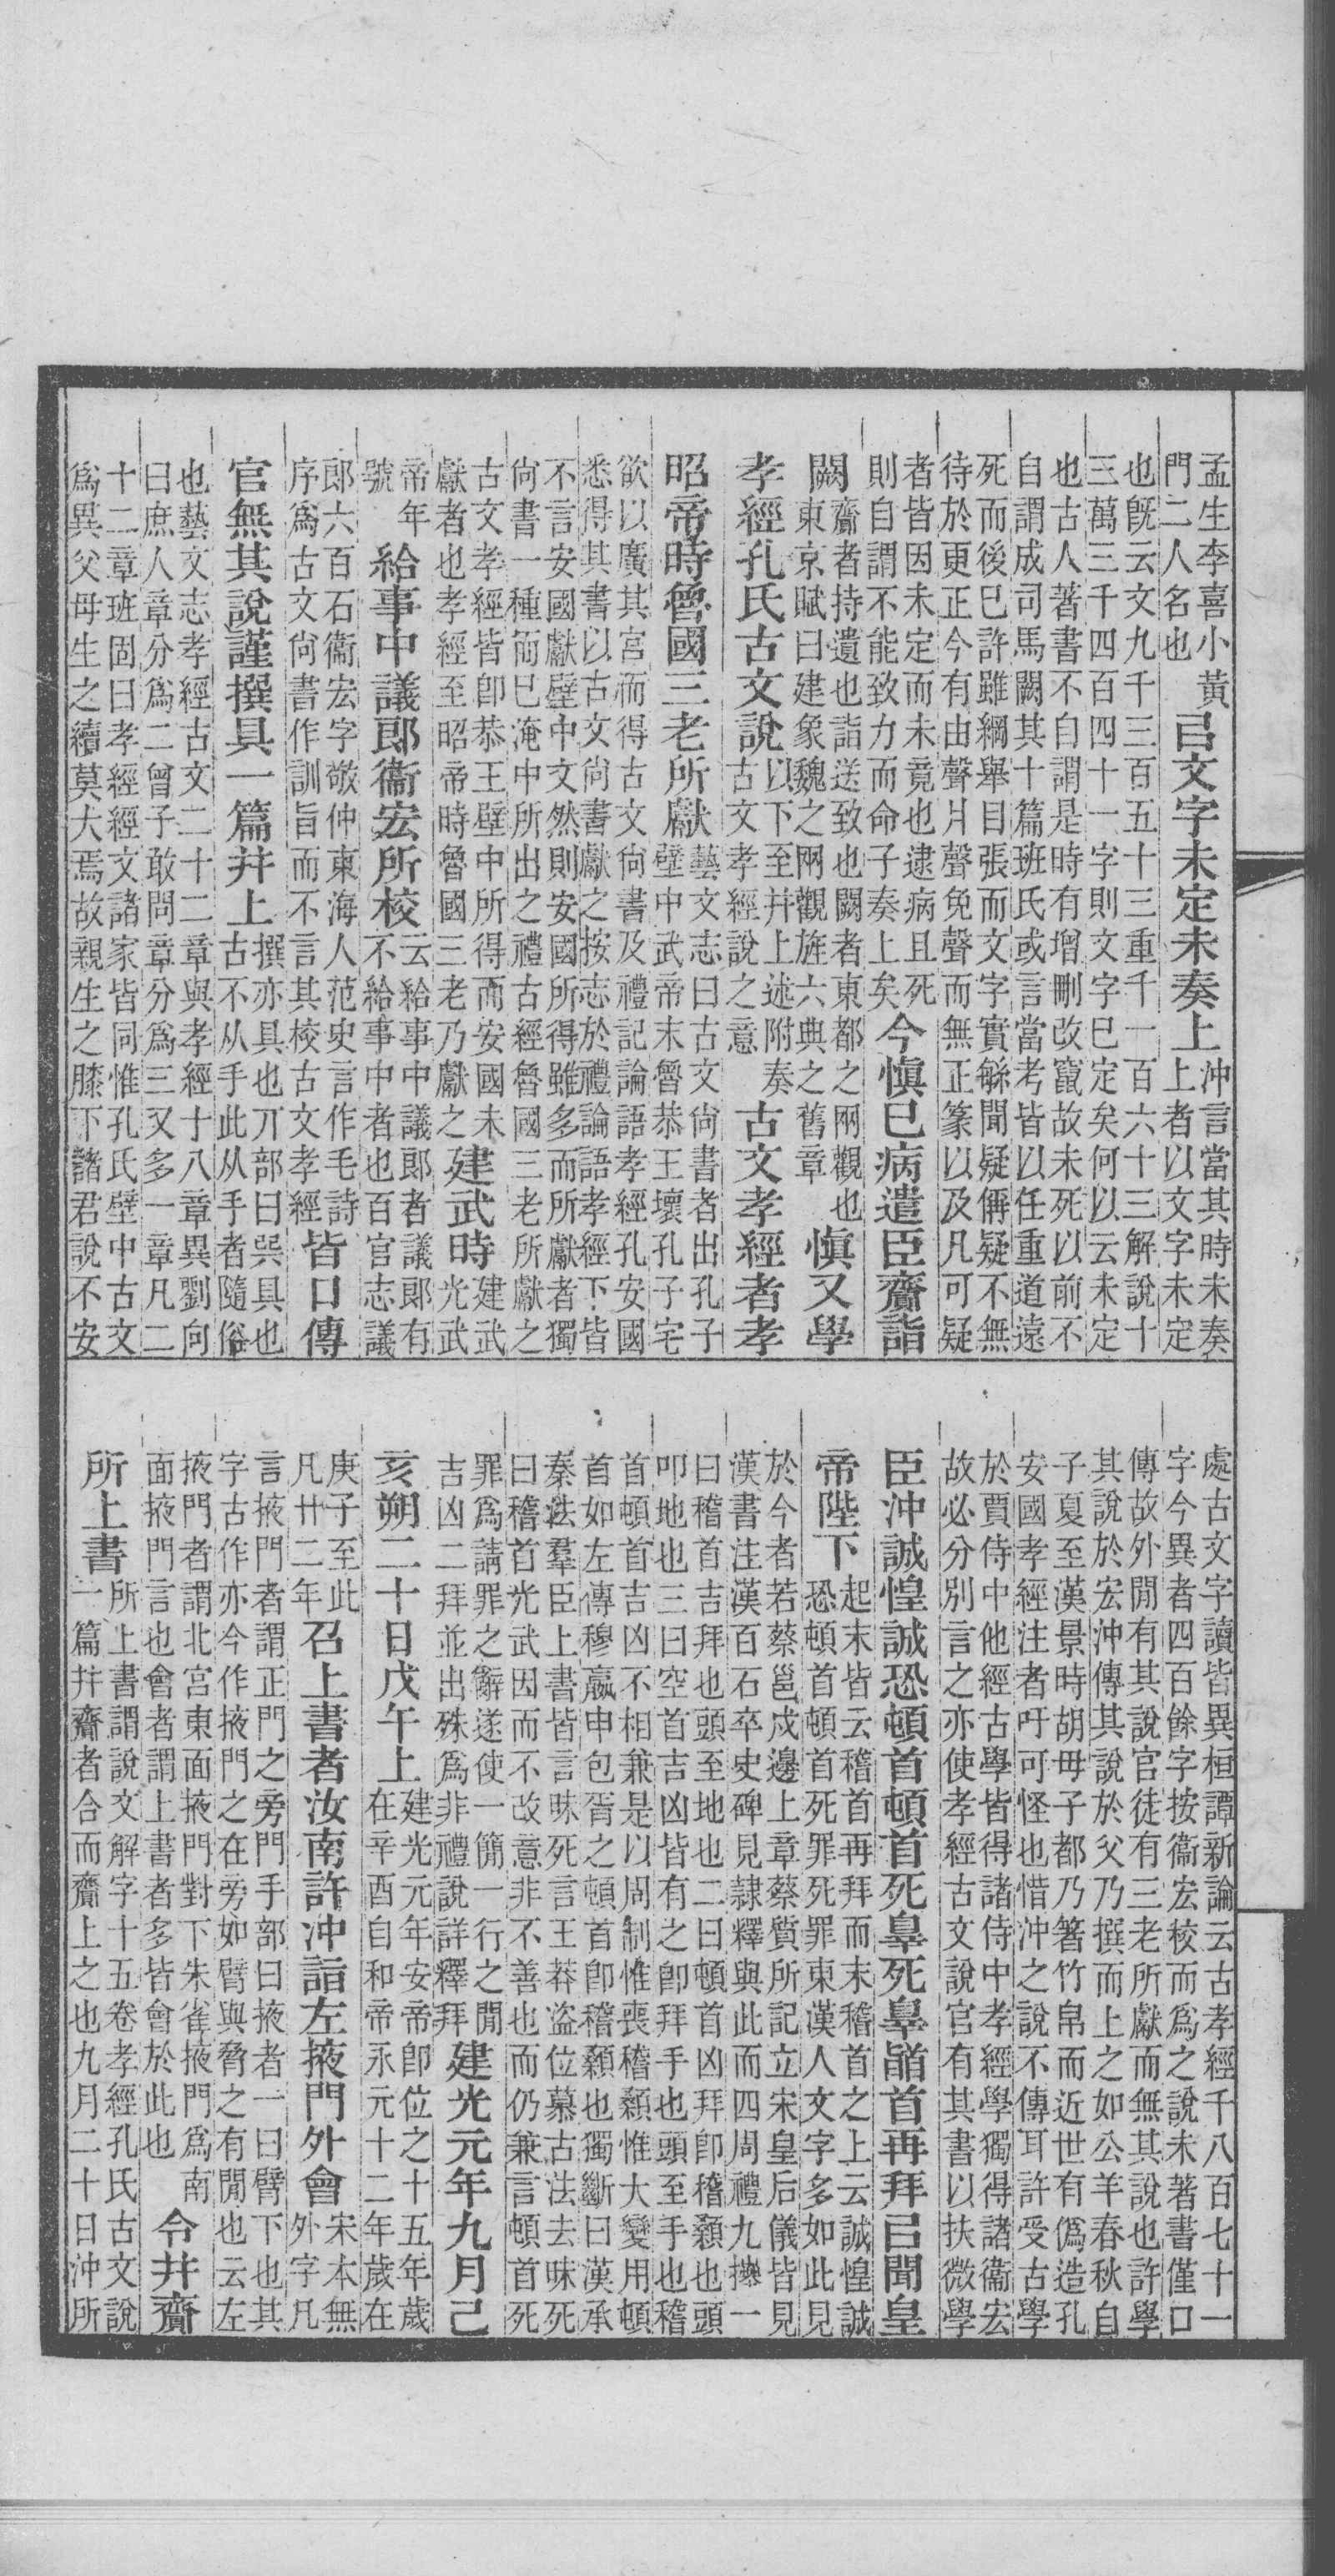 孟生李喜小黃
門二人名也
㠯文字未定未奏上
沖言當其時未奏
上者以文字未定
也旣云文九千三百五十三重千一百六十三解說十
三萬三千四百四十一字則文字巳定矣何以云未定
也古人著書不自謂是時有增刪改竄故未死以前不
自謂成司馬闕其十篇班氏或言當考皆以任重道遠
死而後巳許雖綱舉目張而文字實緐聞疑偁疑不無
待於更正今有由聲爿聲免聲而無正篆以及凡可疑
者皆因未定而未竟也逮病且死
則自謂不能致力而命子奏上矣
今愼已病遣臣齎詣
闕
齎者持遺也詣送致也闕者東都之㒳觀也
東京賦曰建象魏之㒳觀旌六典之舊章
愼又學
孝經孔氏古文說
以下至幷上述附奏
古文孝經說之意
古文孝經者孝
昭帝時魯國三老所獻
藝文志曰古文尙書者出孔子
壁中武帝末魯恭王壞孔子宅
欲以廣其宮而得古文尙書及禮記論語孝經孔安國
悉得其書以古文尙書獻之按志於禮論語孝經下皆
不言安國獻壁中文然則安國所得雖多而所獻者獨
尙書一種而巳淹中所出之禮古經魯國三老所獻之
古文孝經皆卽恭王壁中所得而安國未
獻者也孝經至昭帝時魯國三老乃獻之
建武時
建武
光武
帝年
號
給事中議郎衞宏所校
云給事中議郎者議郎有
不給事中者也百官志議
郎六百石衞宏字敬仲東海人范史言作毛詩
序爲古文尙書作訓旨而不言其校古文孝經
皆口傳
官無其說謹撰具一篇幷上
撰亦具也丌部曰㢲具也
古不从手此从手者隨俗
也藝文志孝經古文二十二章與孝經十八章異劉向
曰庶人章分爲二曾子敢問章分爲三又多一章凡二
十二章班固曰孝經經文諸家皆同惟孔氏壁中古文
爲異父母生之續莫大焉故親生之膝下諸君說不安
處古文字讀皆異桓譚新論云古孝經千八百七十一
字今異者四百餘字按衞宏校而爲之說未著書僅口
傳故外閒有其說官徒有三老所獻而無其說也許學
其說於宏沖傳其說於父乃撰而上之如公羊春秋自
子夏至漢景時胡毋子都乃箸竹帛而近世有僞造孔
安國孝經注者吁可怪也惜沖之說不傳耳許受古學
於賈侍中他經古學皆得諸侍中孝經學獨得諸衞宏
故必分別言之亦使孝經古文說官有其書以扶微學
臣沖誠惶誠恐頓首頓首死辠死辠䭫首再拜㠯聞皇
帝陛下
起末皆云稽首再拜而末稽首之上云誠惶誠
恐頓首頓首死罪死罪東漢人文字多如此見
於今者若蔡邕戍邊上章蔡質所記立宋皇后儀皆見
漢書注漢百石卒史碑見隷釋與此而四周禮九㩌一
曰稽首吉拜也頭至地也二曰頓首凶拜卽稽顙也頭
叩地也三曰空首吉凶皆有之卽拜手也頭至手也稽
首頓首吉凶不相兼是以周制惟喪稽顙惟大變用頓
首如左傳穆嬴申包胥之頓首卽稽顙也獨斷曰漢承
秦法羣臣上書皆言昧死言王莽盜位慕古法去昧死
曰稽首光武因而不改意非不善也而仍兼言頓首死
罪爲請罪之辭遂使一簡一行之閒
吉凶二拜並出殊爲非禮說詳釋拜
建光元年九月己
亥朔二十日戊午上
建光元年安帝卽位之十五年歲
在辛酉自和帝永元十二年歲在
庚子至此
凡廿二年
召上書者汝南許沖詣左掖門外會
宋本無
外字凡
言掖門者謂正門之旁門手部曰掖者一曰臂下也其
字古作亦今作掖門之在旁如臂與脅之有閒也云左
掖門者謂北宮東面掖門對下朱雀掖門爲南
面掖門言也會者謂上書者多皆會於此也
令幷齎
所上書
所上書謂說文解字十五卷孝經孔氏古文說
一篇幷齎者合而齎上之也九月二十日沖所